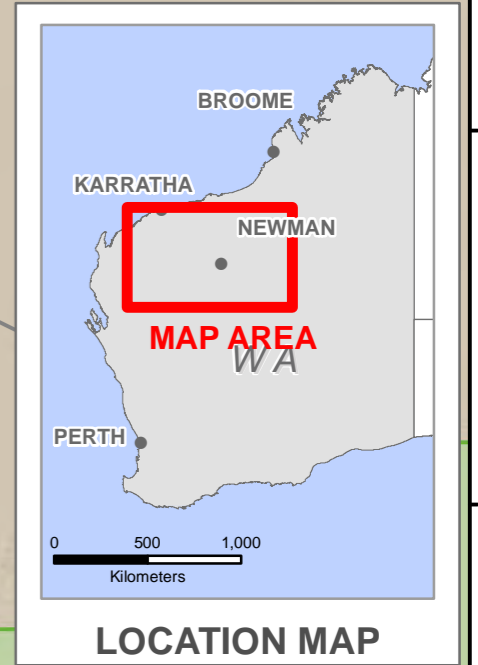 BROOME
KARRATHA
NEWMAN
MAP AREA
WA
PERTH
0 500 1,000
Kilometers
LOCATION MAP